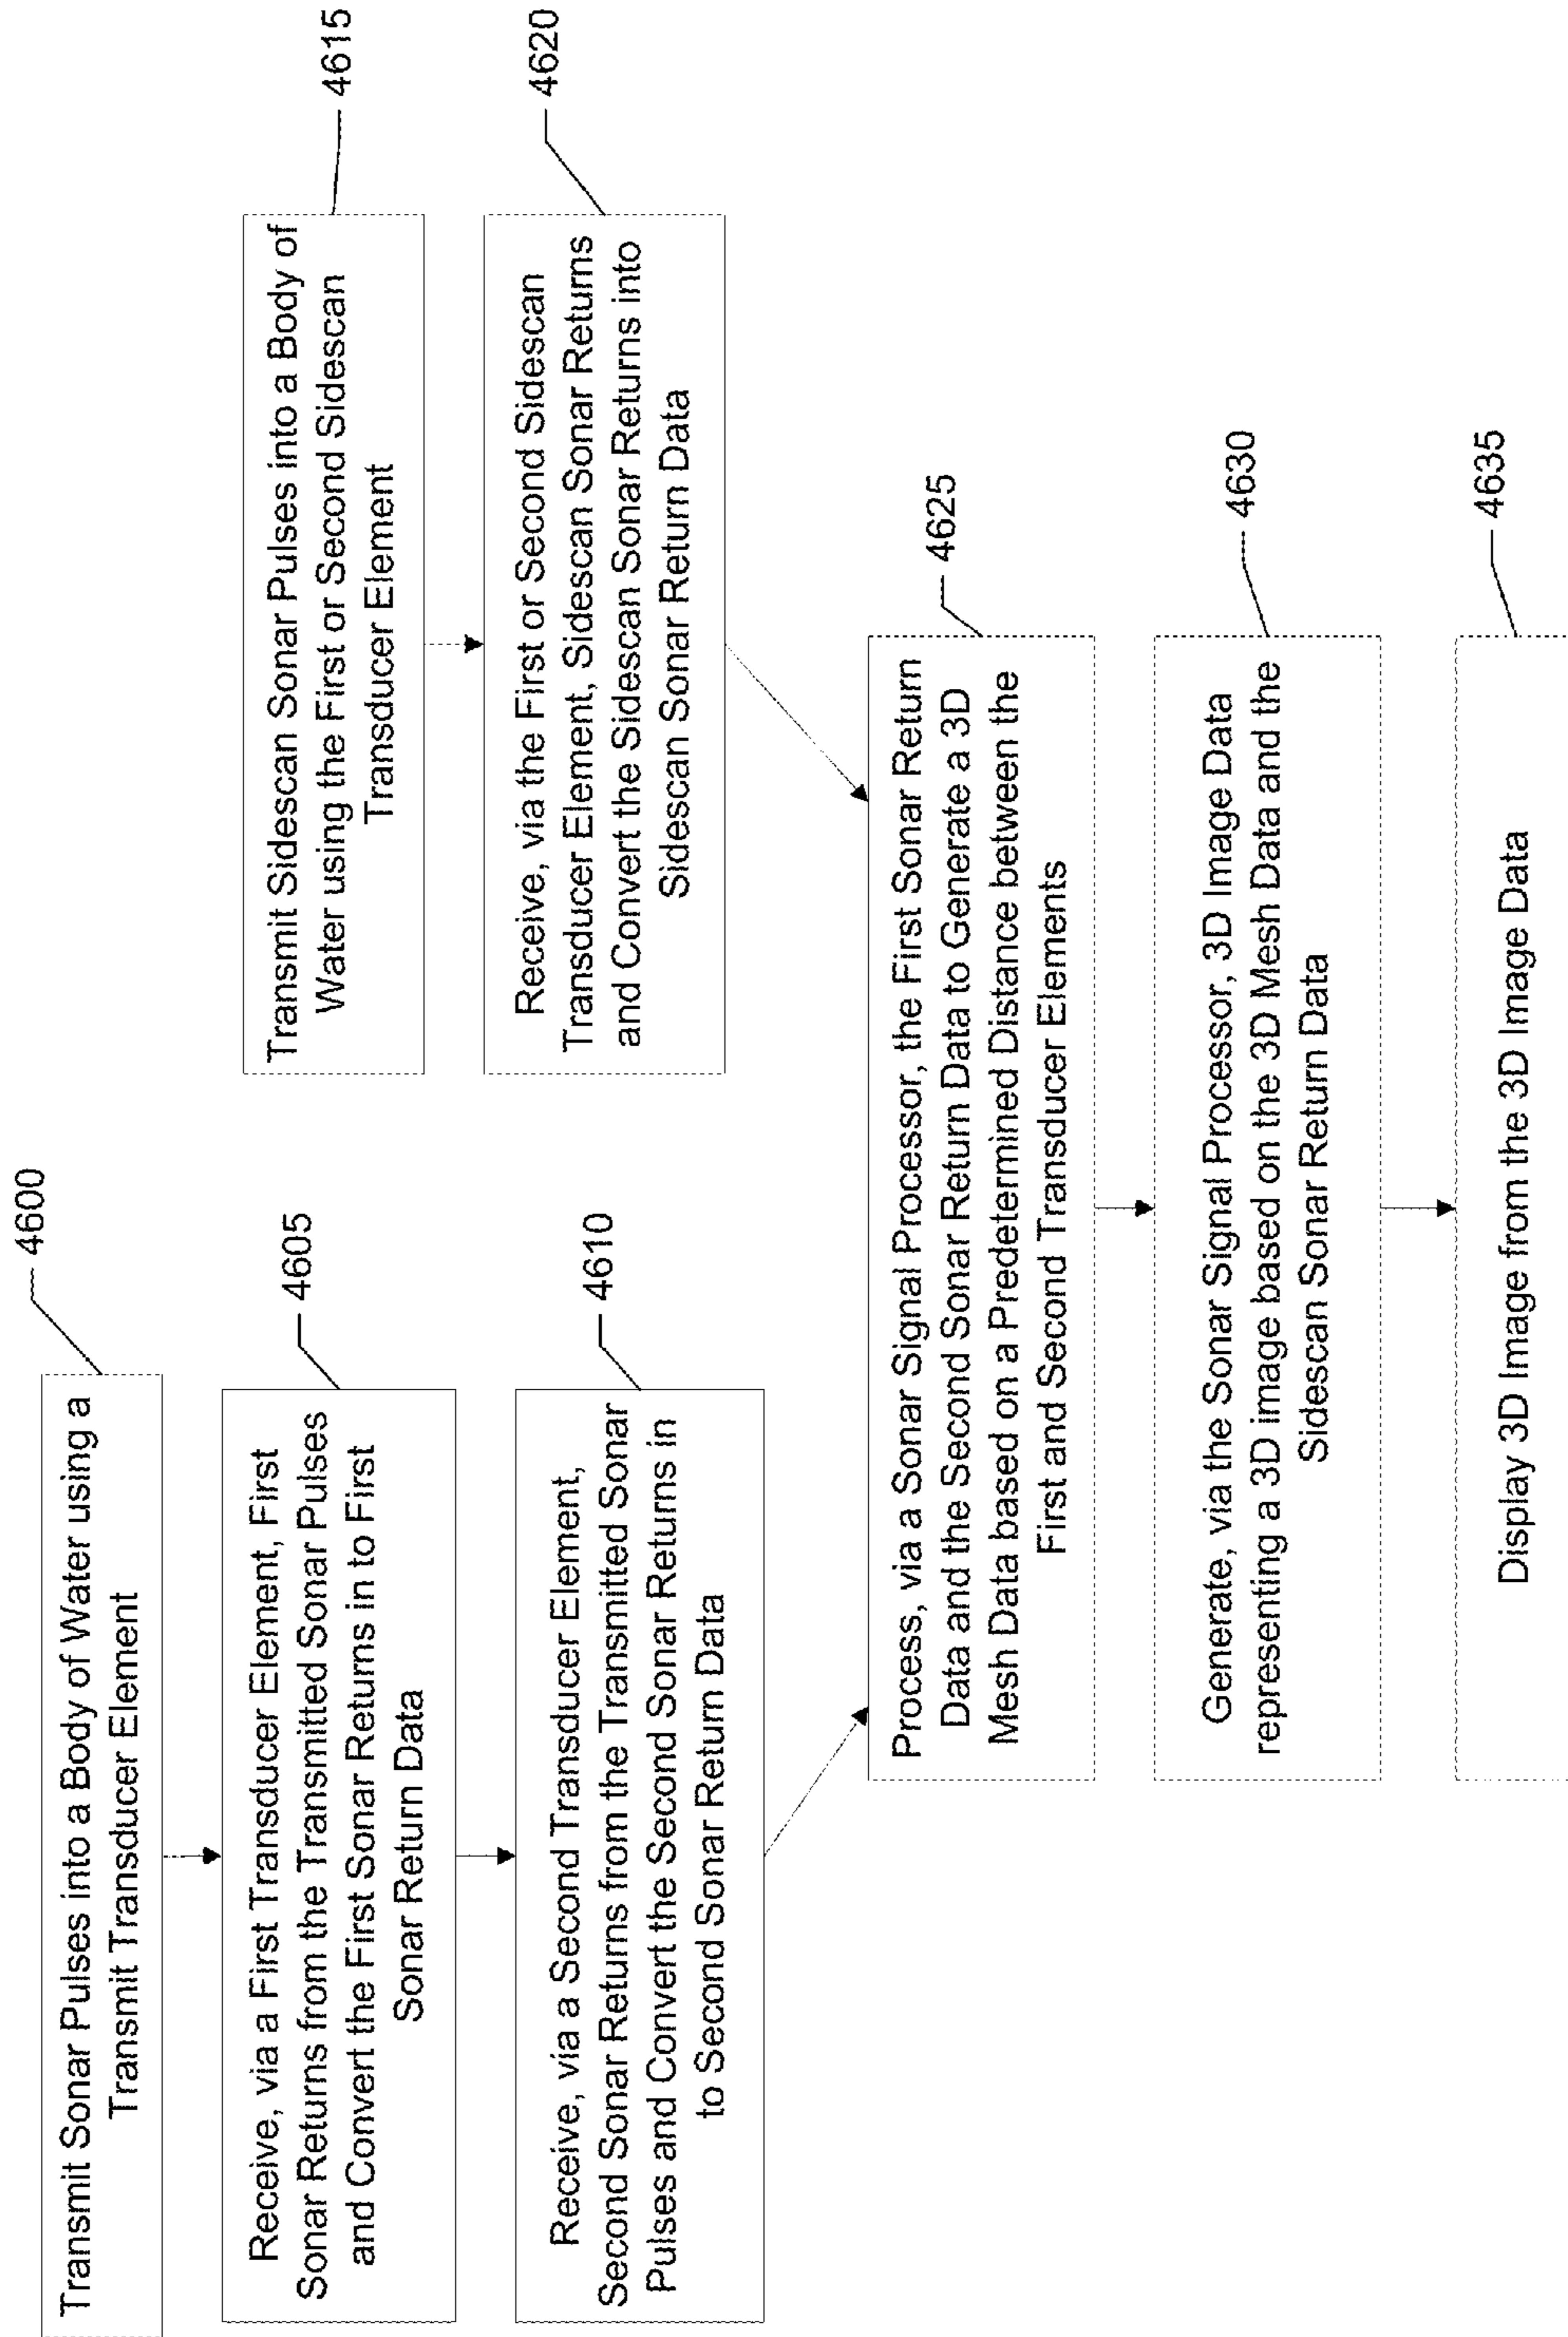 4600
Transmit Sonar Pulses into a Body of Water using a
Transmit Transducer Element
4605
Receive, via a First Transducer Element, First
Sonar Returns from the Transmitted Sonar Pulses
and Convert the First Sonar Returns in to First
Sonar Return Data
4610
Receive, via a Second Transducer Element,
Second Sonar Returns from the Transmitted Sonar
Pulses and Convert the Second Sonar Returns in
to Second Sonar Return Data
4615
Transmit Sidescan Sonar Pulses into a Body of
Water using the First or Second Sidescan
Transducer Element
4620
Receive, via the First or Second Sidescan
Transducer Element, Sidescan Sonar Returns
and Convert the Sidescan Sonar Returns into
Sidescan Sonar Return Data
4625
Process, via a Sonar Signal Processor, the First Sonar Return
Data and the Second Sonar Return Data to Generate a 3D
Mesh Data based on a Predetermined Distance between the
First and Second Transducer Elements
4630
Generate, via the Sonar Signal Processor, 3D Image Data
representing a 3D image based on the 3D Mesh Data and the
Sidescan Sonar Return Data
4635
Display 3D Image from the 3D Image Data